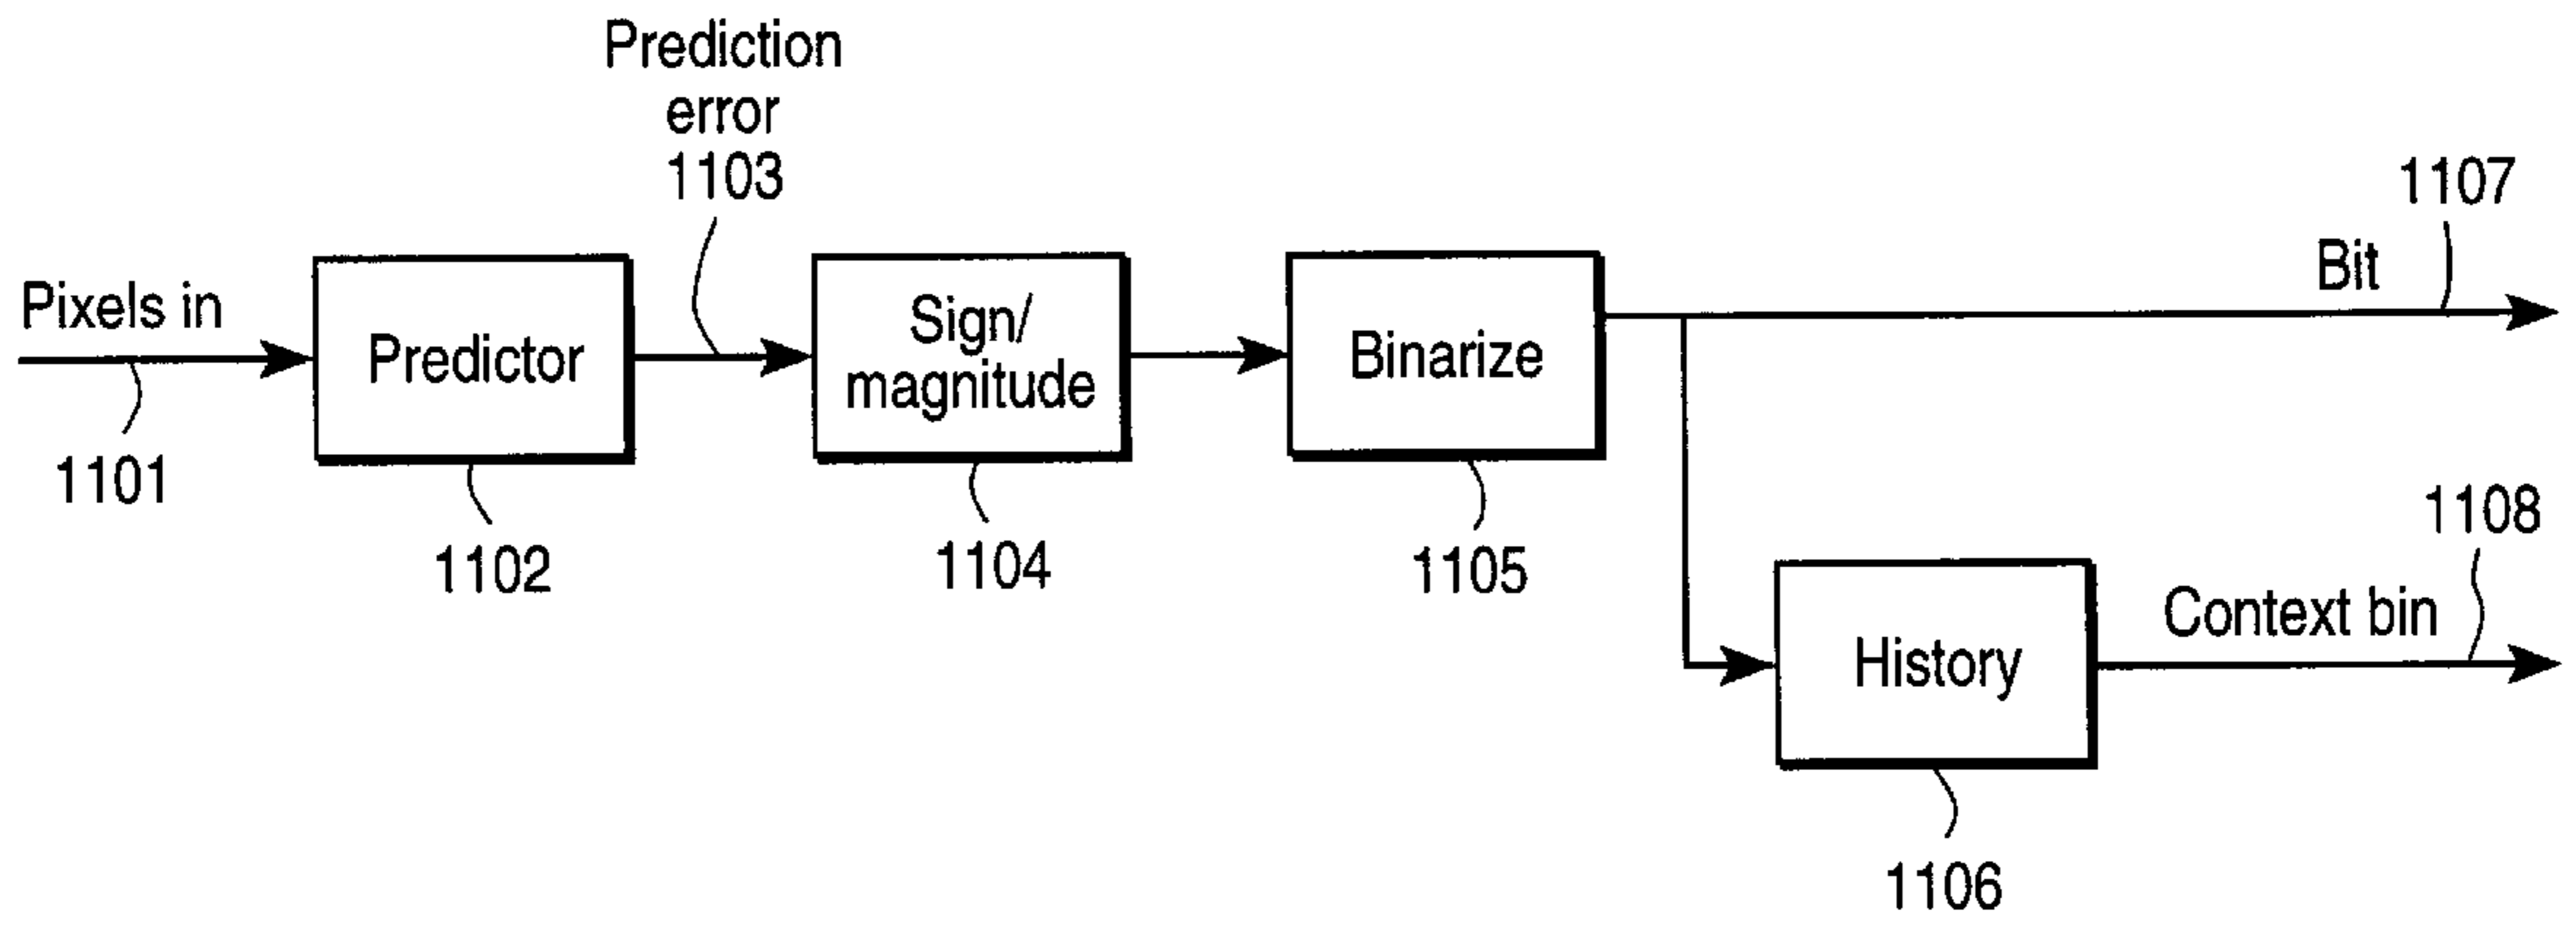 Prediction
error
1103
1107
Bit
Pixels in
Predictor
Sign/
magnitude
Binarize
1101
1102
1104
1105
1108
Context bin
History
1106